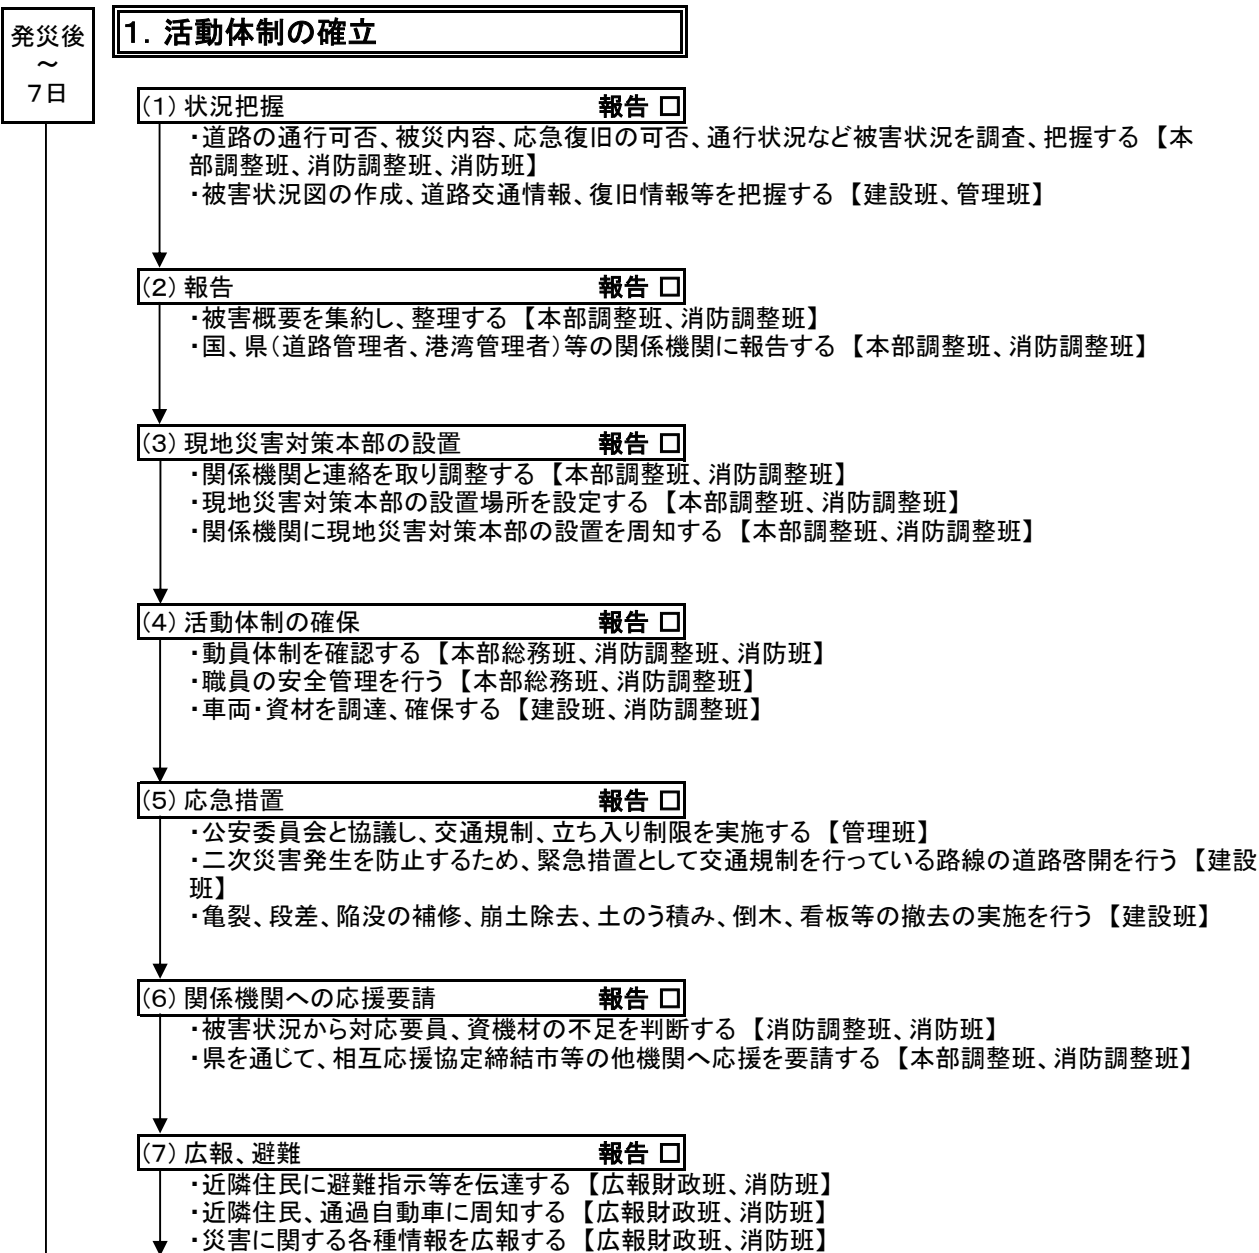 発災後
～
7日
1．活動体制の確立
(1) 状況把握 報告 □
・道路の通行可否、被災内容、応急復旧の可否、通行状況など被害状況を調査、把握する 【本
部調整班、消防調整班、消防班】
・被害状況図の作成、道路交通情報、復旧情報等を把握する 【建設班、管理班】
(2) 報告 報告 □
・被害概要を集約し、整理する 【本部調整班、消防調整班】
・国、県（道路管理者、港湾管理者）等の関係機関に報告する 【本部調整班、消防調整班】
(3) 現地災害対策本部の設置 報告 □
・関係機関と連絡を取り調整する 【本部調整班、消防調整班】
・現地災害対策本部の設置場所を設定する 【本部調整班、消防調整班】
・関係機関に現地災害対策本部の設置を周知する 【本部調整班、消防調整班】
(4) 活動体制の確保 報告 □
・動員体制を確認する 【本部総務班、消防調整班、消防班】
・職員の安全管理を行う 【本部総務班、消防調整班】
・車両・資材を調達、確保する 【建設班、消防調整班】
(5) 応急措置 報告 □
・公安委員会と協議し、交通規制、立ち入り制限を実施する 【管理班】
・二次災害発生を防止するため、緊急措置として交通規制を行っている路線の道路啓開を行う 【建設
班】
・亀裂、段差、陥没の補修、崩土除去、土のう積み、倒木、看板等の撤去の実施を行う 【建設班】
(6) 関係機関への応援要請 報告 □
・被害状況から対応要員、資機材の不足を判断する 【消防調整班、消防班】
・県を通じて、相互応援協定締結市等の他機関へ応援を要請する 【本部調整班、消防調整班】
(7) 広報、避難 報告 □
・近隣住民に避難指示等を伝達する 【広報財政班、消防班】
・近隣住民、通過自動車に周知する 【広報財政班、消防班】
・災害に関する各種情報を広報する 【広報財政班、消防班】